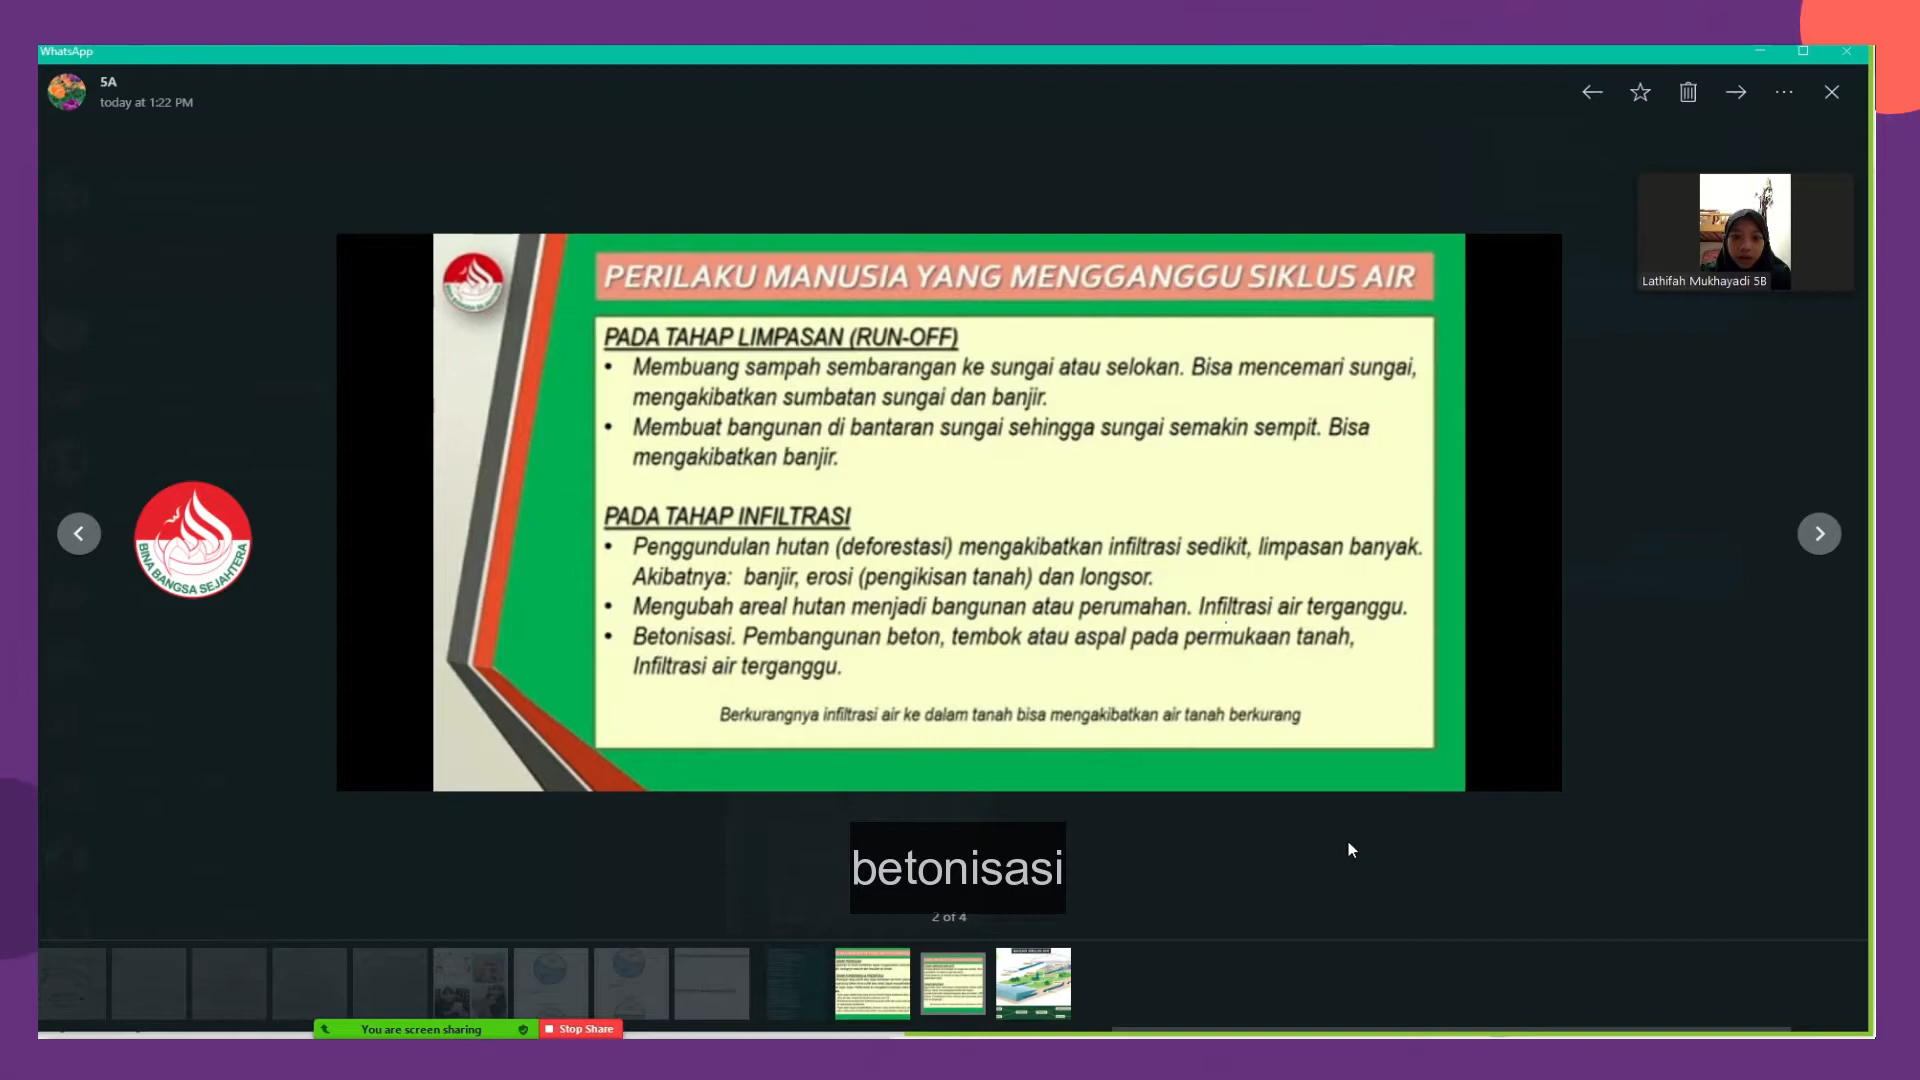 WhatsApp
5A
today at 1:22 PM
Lathifah Mukhayadi 5B
PERILAKU MANUSIA YANG MENGGANGGU SIKLUS AIR
PADA TAHAP LIMPASAN (RUN-OFF)
• Membuang sampah sembarangan ke sungai atau selokan. Bisa mencemari sungai,
mengakibatkan sumbatan sungai dan banjir.
• Membuat bangunan di bantaran sungai sehingga sungai semakin sempit. Bisa
mengakibatkan banjir.
PADA TAHAP INFILTRASI
• Penggundulan hutan (deforestasi) mengakibatkan infiltrasi sedikit, limpasan banyak.
Akibatnya: banjir, erosi (pengikisan tanah) dan longsor.
• Mengubah areal hutan menjadi bangunan atau perumahan. Infiltrasi air terganggu.
• Betonisasi. Pembangunan beton, tembok atau aspal pada permukaan tanah,
Infiltrasi air terganggu.
Berkurangnya infiltrasi air ke dalam tanah bisa mengakibatkan air tanah berkurang
BINA BANGSA SEJAHTERA
betonisasi
2 of 4
You are screen sharing
Stop Share